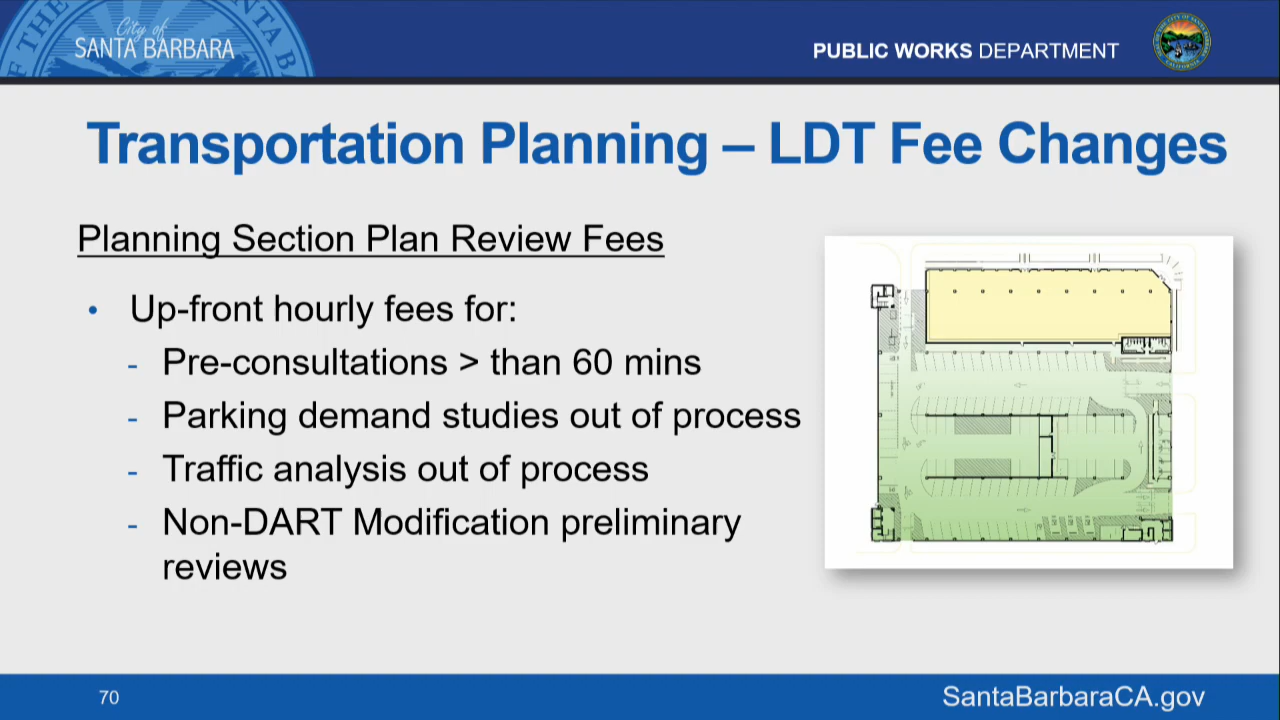 City of
SANTA BARBARA
PUBLIC WORKS DEPARTMENT
Transportation Planning – LDT Fee Changes
Planning Section Plan Review Fees
• Up-front hourly fees for:
- Pre-consultations > than 60 mins
- Parking demand studies out of process
- Traffic analysis out of process
- Non-DART Modification preliminary
reviews
70
SantaBarbaraCA.gov